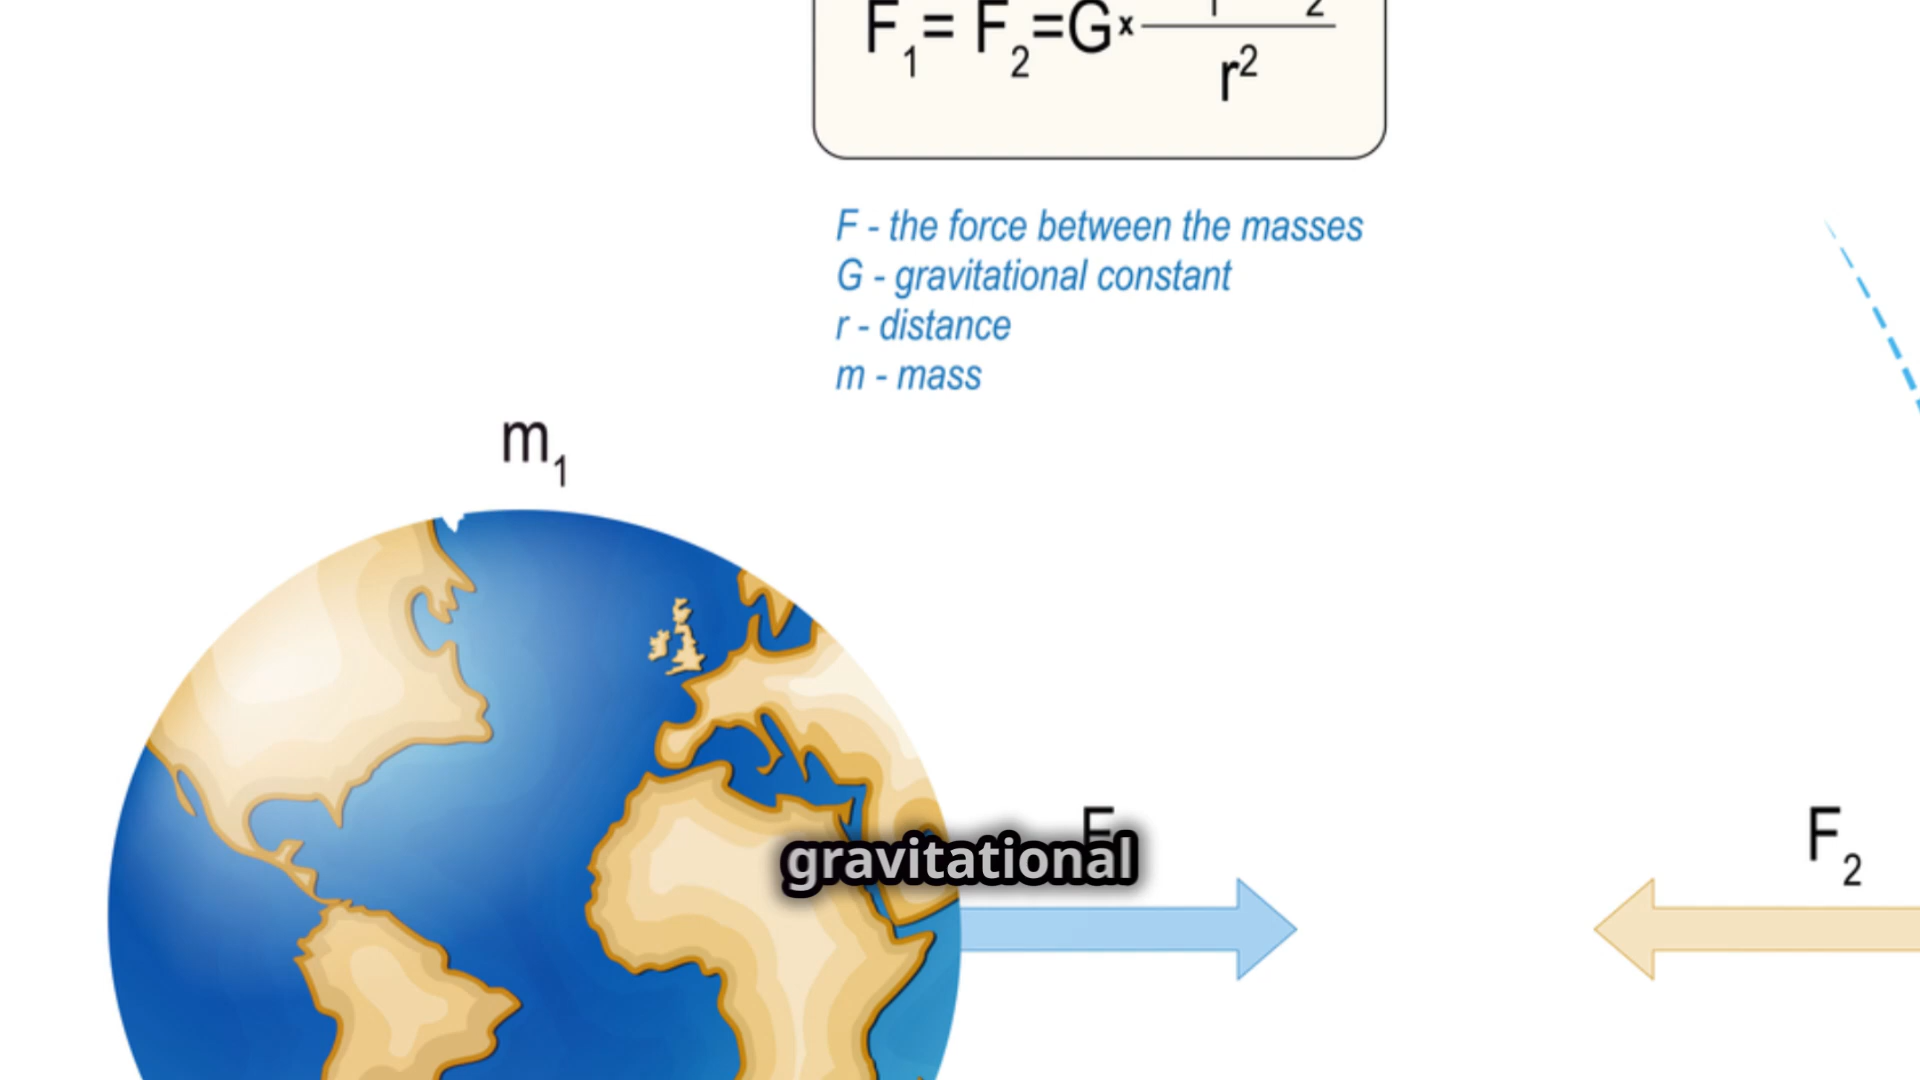 F₁= F₂=G×
r²
F - the force between the masses
G - gravitational constant
r - distance
m - mass
m₁
F
F₂
gravitational